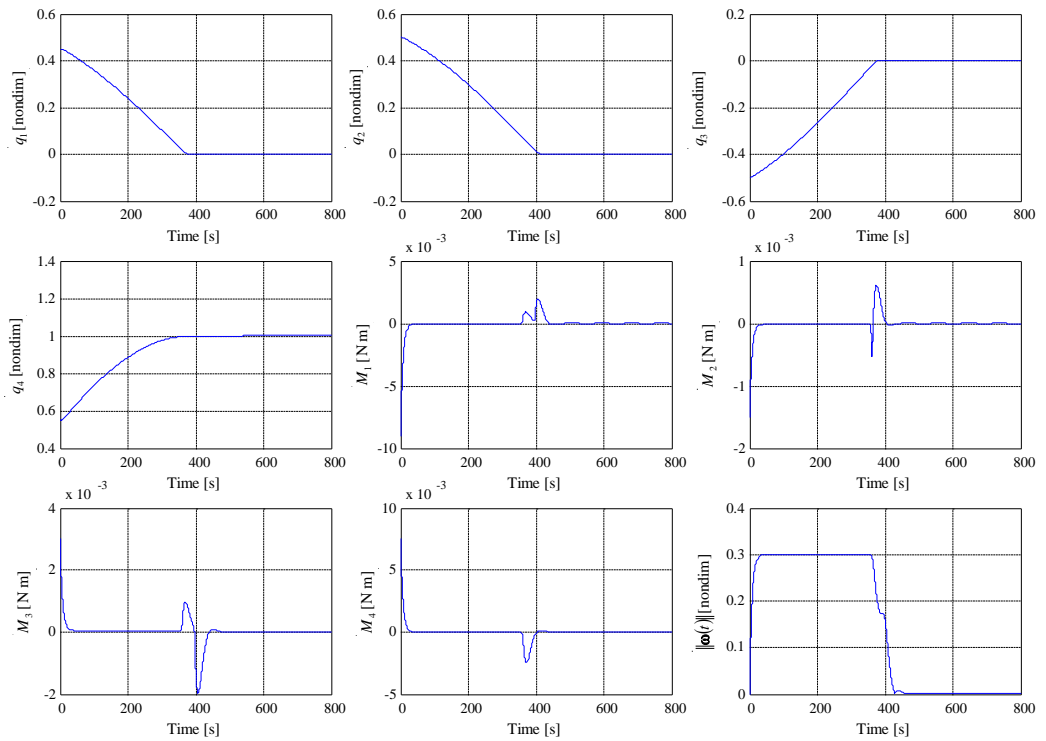 0.6
0.4
0.2
0
-0.2
q1 [nondim]
0 200 400 600 800
Time [s]
0.6
0.4
0.2
0
-0.2
q2 [nondim]
0 200 400 600 800
Time [s]
0.2
0
-0.2
-0.4
-0.6
q3 [nondim]
0 200 400 600 800
Time [s]
1.4
1.2
1
0.8
0.6
0.4
q4 [nondim]
0 200 400 600 800
Time [s]
x 10 -3
5
0
-5
-10
M1 [N m]
0 200 400 600 800
Time [s]
x 10 -3
1
0
-1
-2
M2 [N m]
0 200 400 600 800
Time [s]
x 10 -3
4
2
0
-2
M3 [N m]
0 200 400 600 800
Time [s]
x 10 -3
10
5
0
-5
M4 [N m]
0 200 400 600 800
Time [s]
0.4
0.3
0.2
0.1
0
||ω(t)|| [nondim]
0 200 400 600 800
Time [s]